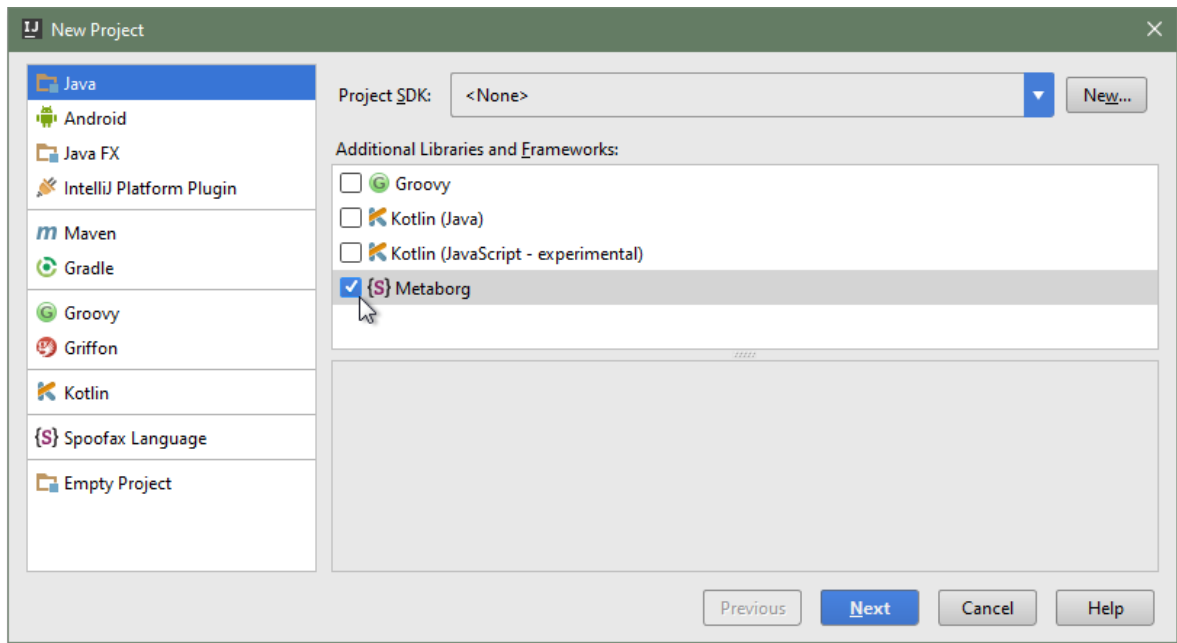 IJ New Project
Java
Android
Java FX
IntelliJ Platform Plugin
Maven
Gradle
Groovy
Griffon
Kotlin
{S} Spoofax Language
Empty Project
Project SDK: <None> New...
Additional Libraries and Frameworks:
G Groovy
Kotlin (Java)
Kotlin (JavaScript - experimental)
{S} Metaborg
Previous Next Cancel Help